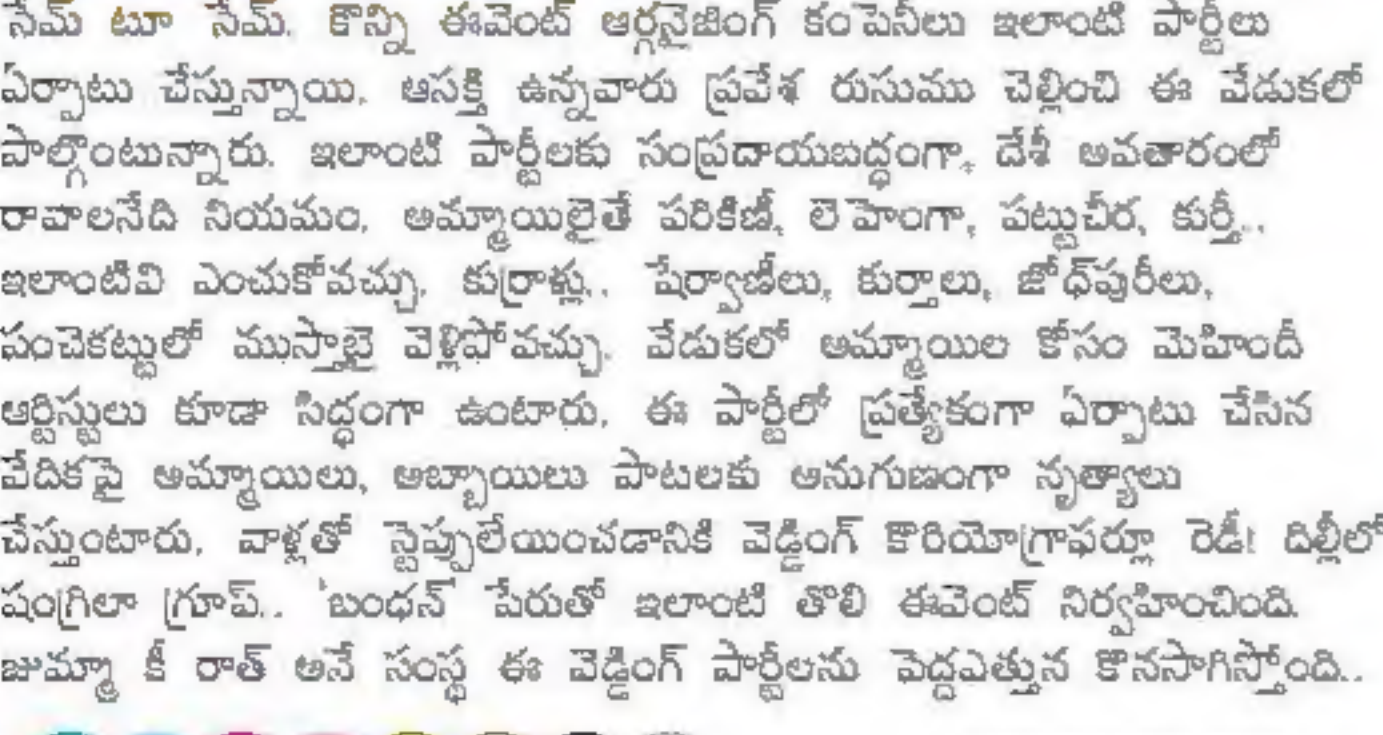 సేమ్ టూ సేమ్. కొన్ని ఈవెంట్ ఆర్గనైజింగ్ కంపెనీలు ఇలాంటి పార్టీలు
ఏర్పాటు చేస్తున్నాయి. ఆసక్తి ఉన్నవారు ప్రవేశ రుసుము చెల్లించి ఈ వేడుకలో
పాల్గొంటున్నారు. ఇలాంటి పార్టీలకు సంప్రదాయబద్ధంగా, దేశీ అవతారంలో
రావాలనేది నియమం. అమ్మాయిలైతే పరికిణీ, లెహెంగా, పట్టుచీర, కుర్తీ..
ఇలాంటివి ఎంచుకోవచ్చు. కుర్రాళ్లు.. షేర్వాణీలు, కుర్తాలు, జోధ్‌పురీలు,
పంచెకట్టులో ముస్తాబై వెళ్లిపోవచ్చు. వేడుకలో అమ్మాయిల కోసం మెహిందీ
ఆర్టిస్టులు కూడా సిద్ధంగా ఉంటారు. ఈ పార్టీలో ప్రత్యేకంగా ఏర్పాటు చేసిన
వేదికపై అమ్మాయిలు, అబ్బాయిలు పాటలకు అనుగుణంగా నృత్యాలు
చేస్తుంటారు. వాళ్లతో స్టెప్పులేయించడానికి వెడ్డింగ్ కొరియోగ్రాఫర్లూ రెడీ! దిల్లీలో
షంగ్రిలా గ్రూప్.. 'బంధన్' పేరుతో ఇలాంటి తొలి ఈవెంట్ నిర్వహించింది.
జుమ్మా కీ రాత్ అనే సంస్థ ఈ వెడ్డింగ్ పార్టీలను పెద్దఎత్తున కొనసాగిస్తోంది..